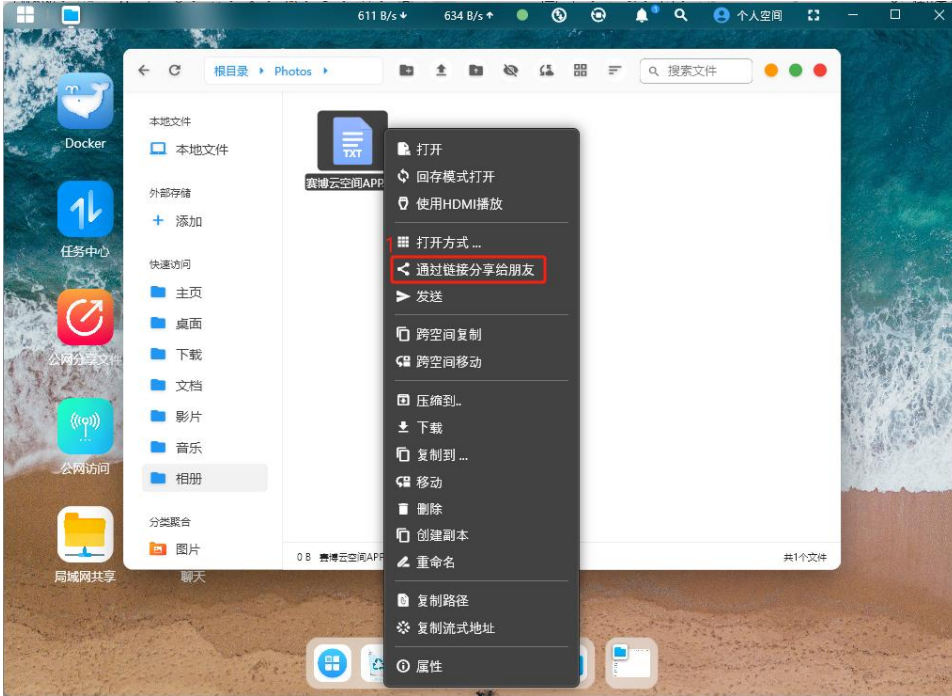 611 B/s
634 B/s
个人空间
Docker
任务中心
公网分享文件
公网访问
局域网共享
聊天
根目录
Photos
搜索文件
本地文件
本地文件
外部存储
添加
快速访问
主页
桌面
下载
文档
影片
音乐
相册
分类聚合
图片
TXT
赛博云空间APP
0 B 赛博云空间APP
共1个文件
打开
回存模式打开
使用HDMI播放
1
打开方式 ...
通过链接分享给朋友
发送
跨空间复制
跨空间移动
压缩到..
下载
复制到 ...
移动
删除
创建副本
重命名
复制路径
复制流式地址
属性